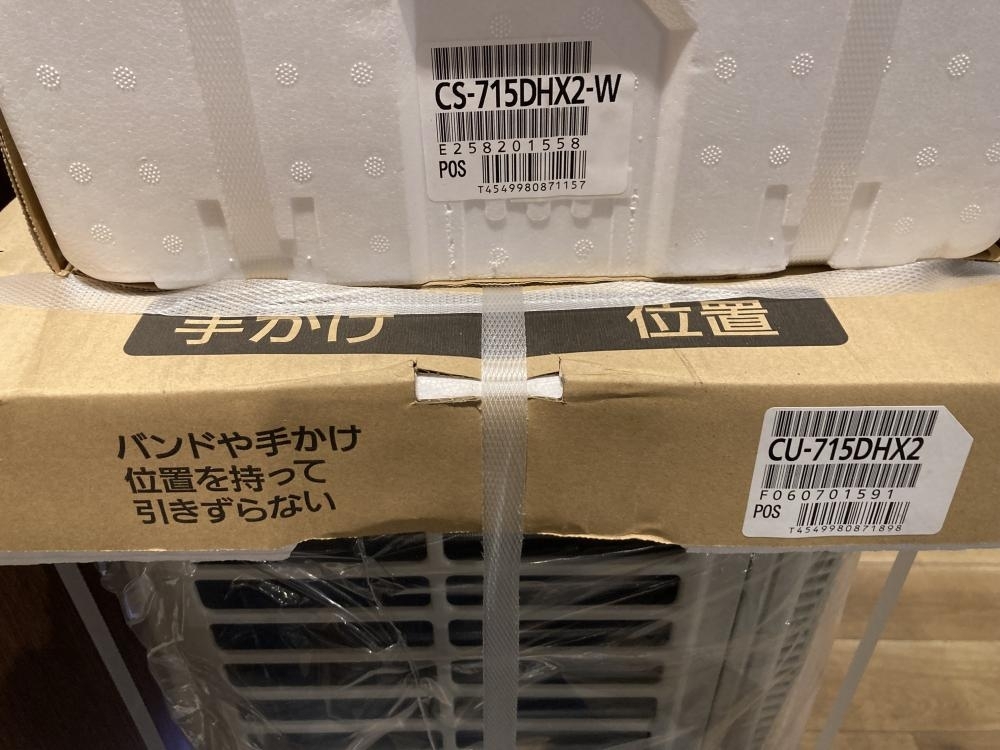 CS-715DHX2-W
E258201558
POS
T4549980871157
手かけ 位置
バンドや手かけ
位置を持って
引きずらない
CU-715DHX2
F060701591
POS
T4549980871898